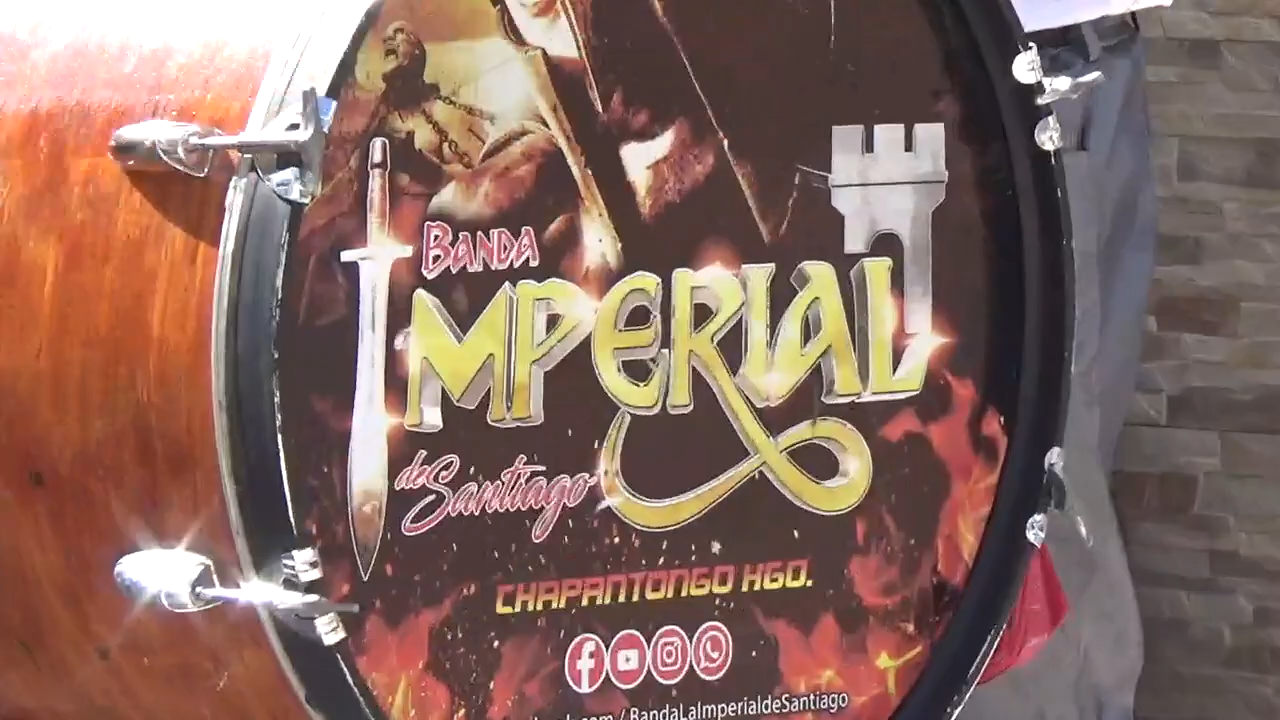 BANDA
IMPERIAL
de Santiago
CHAPANTONGO HGO.
/ BandaLaImperialdeSantiago